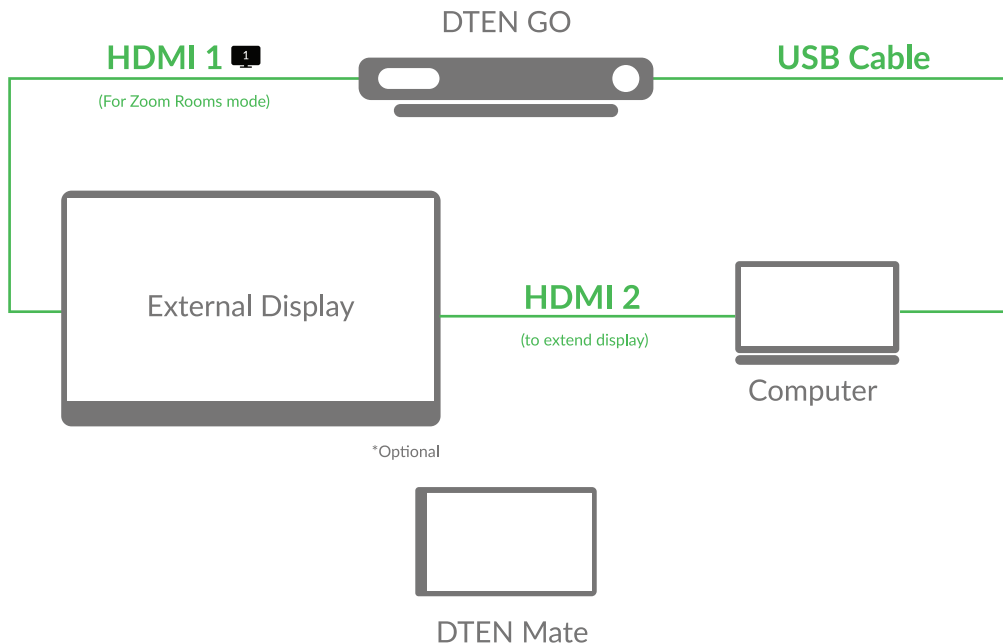 DTEN GO
HDMI 1
1
USB Cable
(For Zoom Rooms mode)
External Display
HDMI 2
(to extend display)
Computer
*Optional
DTEN Mate